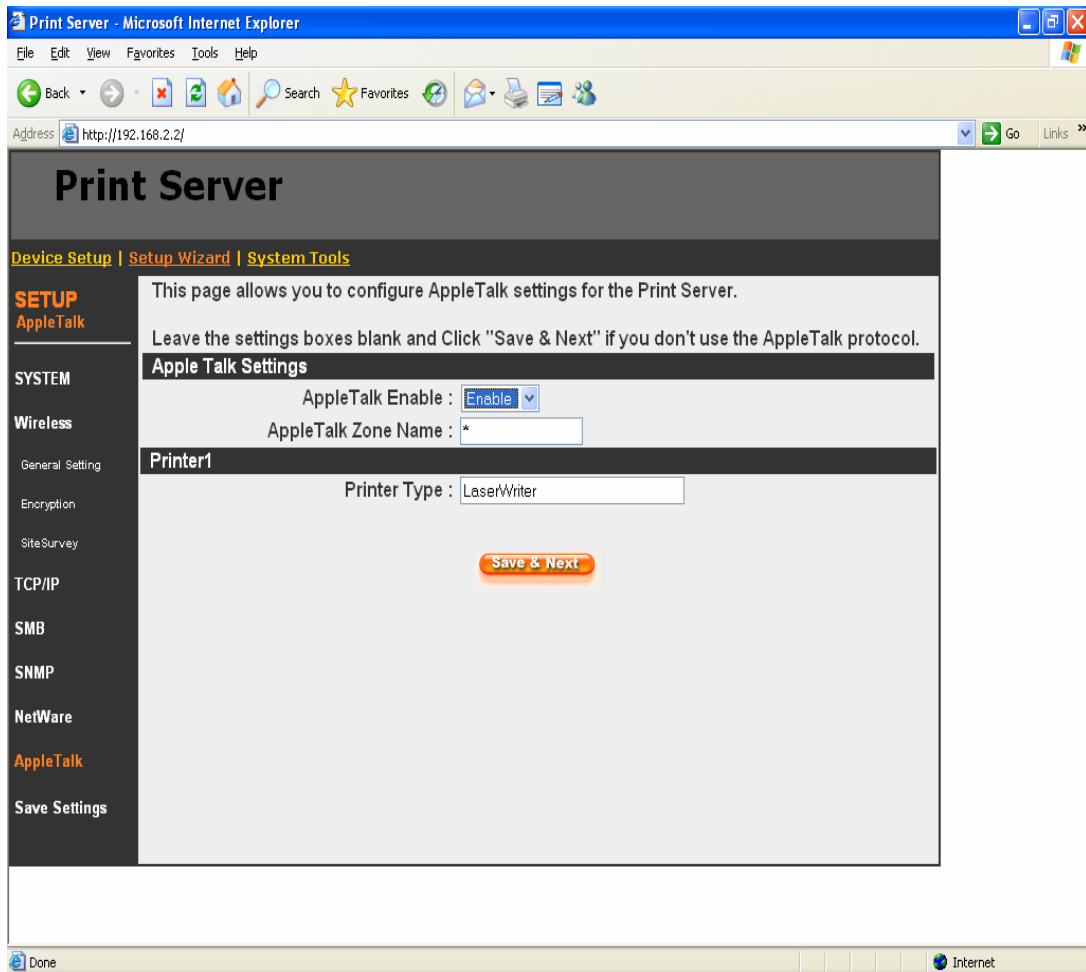 Print Server - Microsoft Internet Explorer
File Edit View Favorites Tools Help
Back Search Favorites
Address http://192.168.2.2/ Go Links »
Print Server
Device Setup | Setup Wizard | System Tools
SETUP
AppleTalk
SYSTEM
Wireless
General Setting
Encryption
SiteSurvey
TCP/IP
SMB
SNMP
NetWare
AppleTalk
Save Settings
This page allows you to configure AppleTalk settings for the Print Server.
Leave the settings boxes blank and Click "Save & Next" if you don't use the AppleTalk protocol.
Apple Talk Settings
AppleTalk Enable : Enable
AppleTalk Zone Name : *
Printer1
Printer Type : LaserWriter
Save & Next
Done Internet